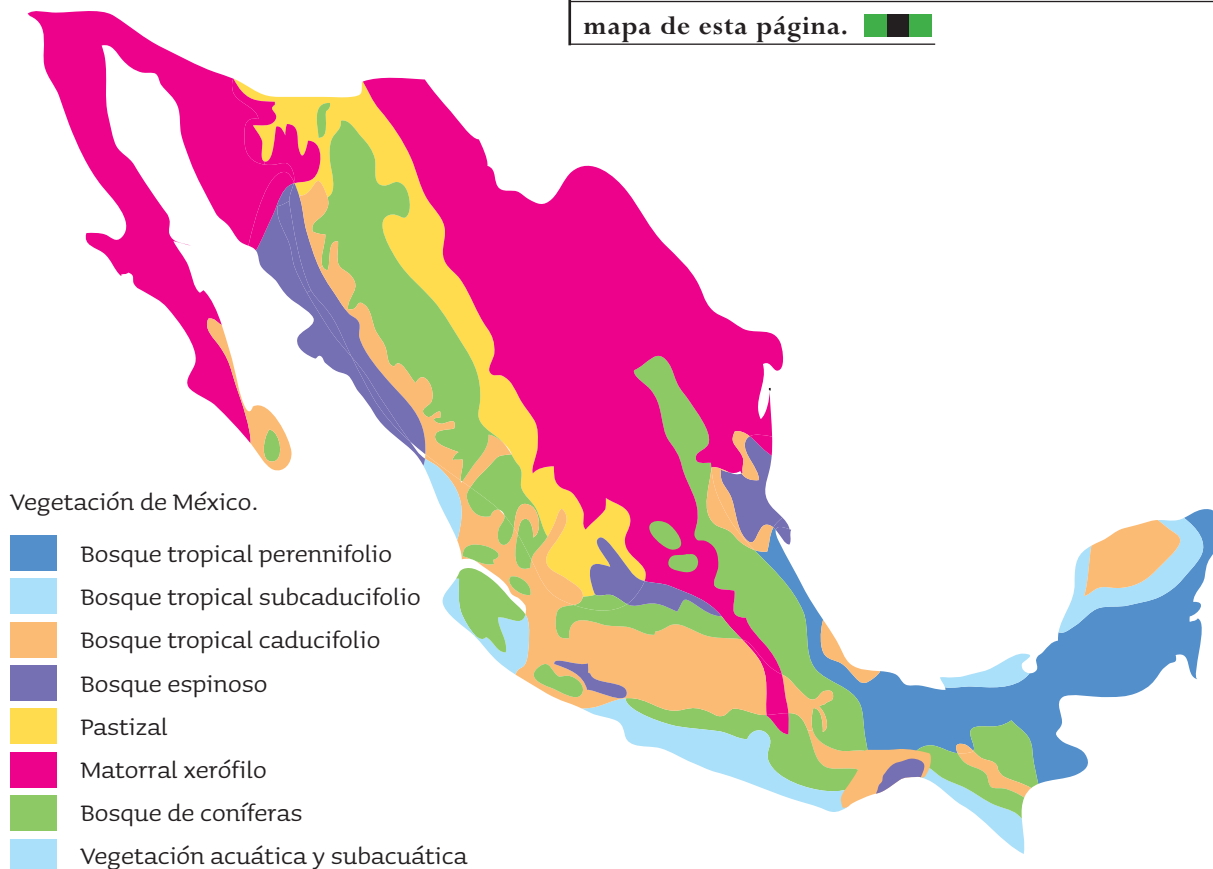 mapa de esta página.
Vegetación de México.
Bosque tropical perennifolio
Bosque tropical subcaducifolio
Bosque tropical caducifolio
Bosque espinoso
Pastizal
Matorral xerófilo
Bosque de coníferas
Vegetación acuática y subacuática